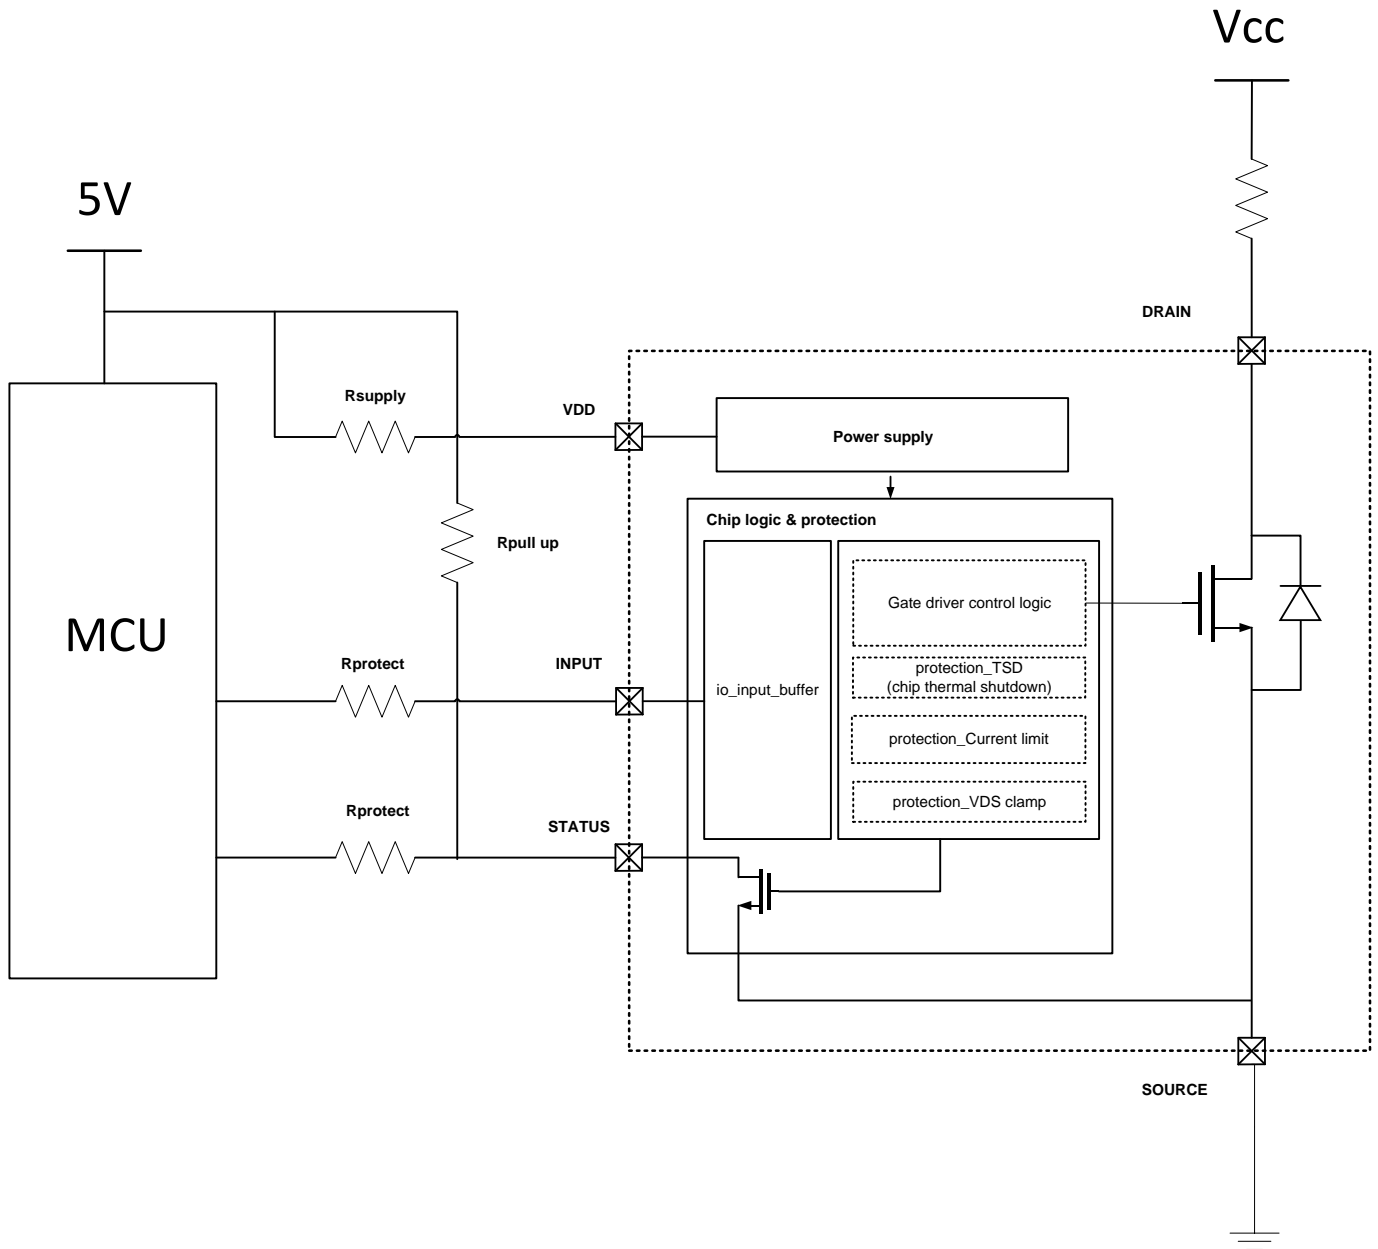 Vcc
5V
DRAIN
Rsupply
VDD
Power supply
Chip logic & protection
Rpull up
Gate driver control logic
MCU
Rprotect
INPUT
io_input_buffer
protection_TSD
(chip thermal shutdown)
protection_Current limit
protection_VDS clamp
Rprotect
STATUS
SOURCE